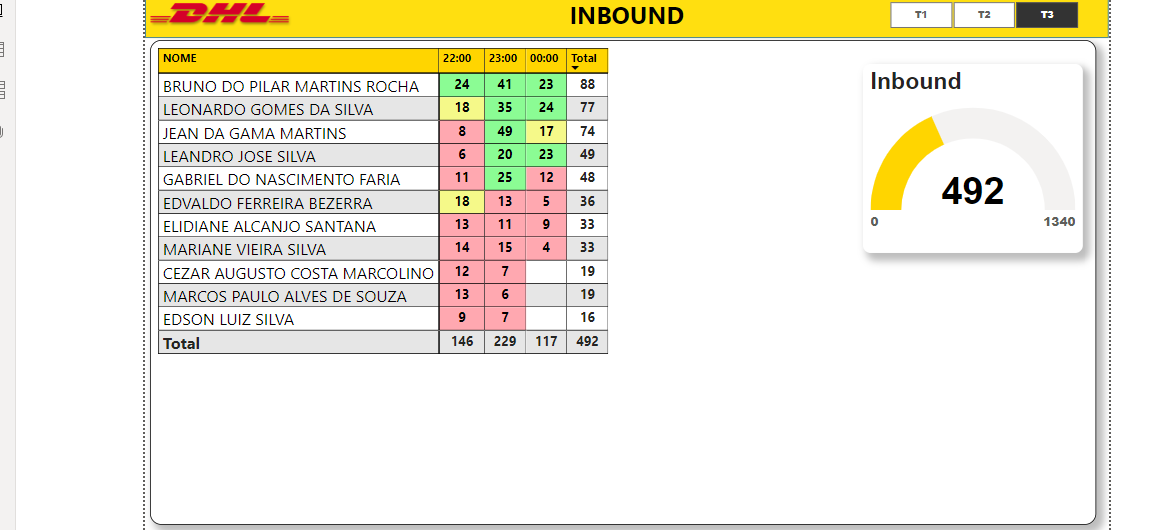 DHL
INBOUND
T1 T2 T3
NOME 22:00 23:00 00:00 Total
BRUNO DO PILAR MARTINS ROCHA 24 41 23 88
LEONARDO GOMES DA SILVA 18 35 24 77
JEAN DA GAMA MARTINS 8 49 17 74
LEANDRO JOSE SILVA 6 20 23 49
GABRIEL DO NASCIMENTO FARIA 11 25 12 48
EDVALDO FERREIRA BEZERRA 18 13 5 36
ELIDIANE ALCANJO SANTANA 13 11 9 33
MARIANE VIEIRA SILVA 14 15 4 33
CEZAR AUGUSTO COSTA MARCOLINO 12 7 19
MARCOS PAULO ALVES DE SOUZA 13 6 19
EDSON LUIZ SILVA 9 7 16
Total 146 229 117 492
Inbound
492
0 1340